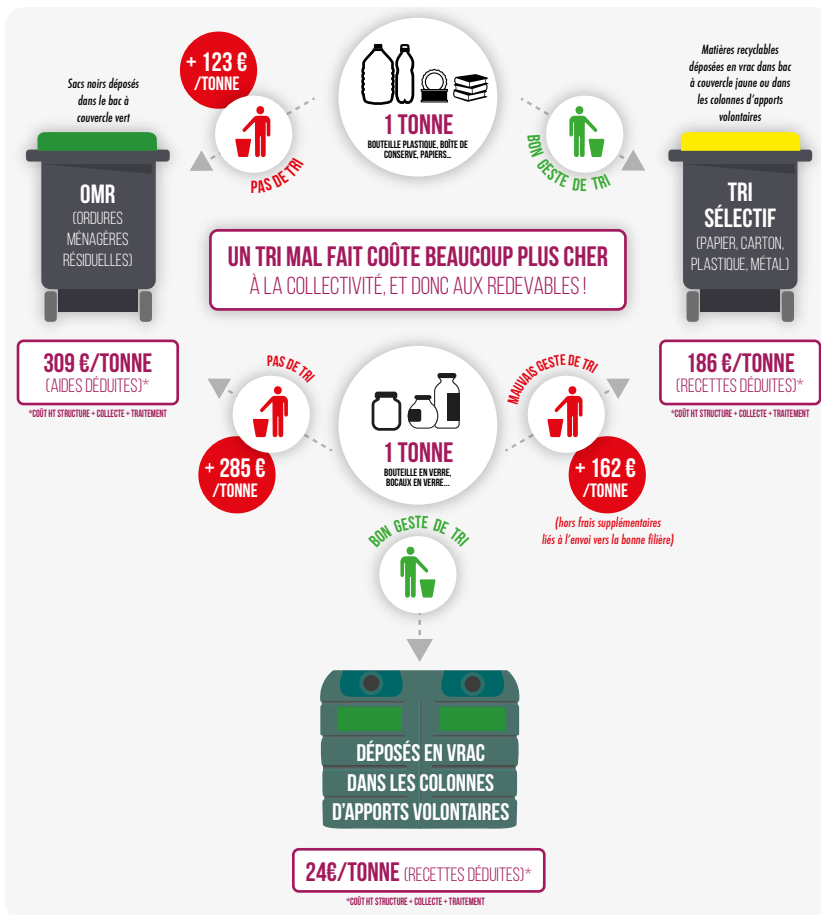 + 123 €
/TONNE
Sacs noirs déposés
dans le bac à
couvercle vert
PAS DE TRI
1 TONNE
BOUTEILLE PLASTIQUE, BOÎTE DE
CONSERVE, PAPIERS...
BON GESTE DE TRI
Matières recyclables
déposées en vrac dans bac
à couvercle jaune ou dans
les colonnes d'apports
volontaires
OMR
(ORDURES
MÉNAGÈRES
RÉSIDUELLES)
TRI
SÉLECTIF
(PAPIER, CARTON,
PLASTIQUE, MÉTAL)
UN TRI MAL FAIT COÛTE BEAUCOUP PLUS CHER
À LA COLLECTIVITÉ, ET DONC AUX REDEVABLES !
309 €/TONNE
(AIDES DÉDUITES)*
*COÛT HT STRUCTURE + COLLECTE + TRAITEMENT
186 €/TONNE
(RECETTES DÉDUITES)*
*COÛT HT STRUCTURE + COLLECTE + TRAITEMENT
PAS DE TRI
+ 285 €
/TONNE
1 TONNE
BOUTEILLE EN VERRE,
BOCAUX EN VERRE...
MAUVAIS GESTE DE TRI
+ 162 €
/TONNE
(hors frais supplémentaires
liés à l'envoi vers la bonne filière)
BON GESTE DE TRI
DÉPOSÉS EN VRAC
DANS LES COLONNES
D'APPORTS VOLONTAIRES
24€/TONNE (RECETTES DÉDUITES)*
*COÛT HT STRUCTURE + COLLECTE + TRAITEMENT